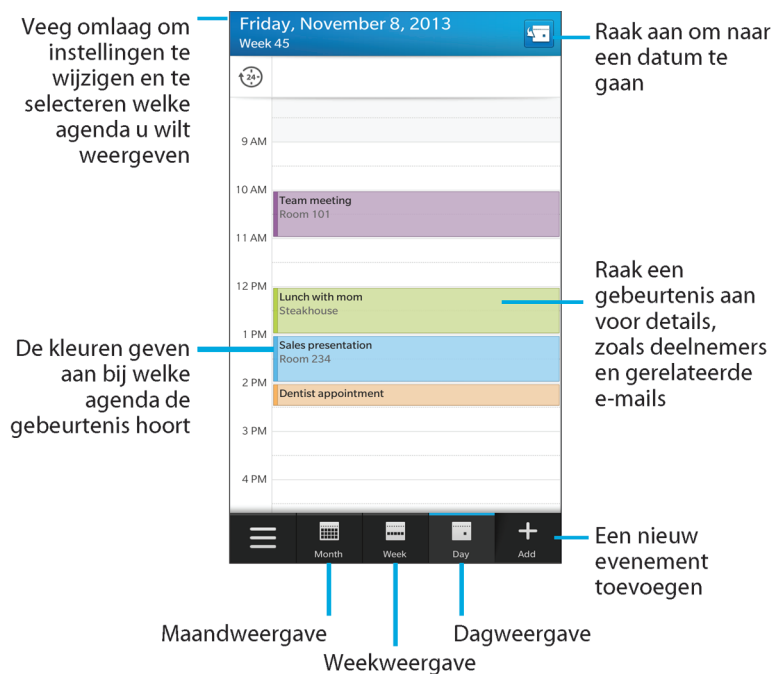 Veeg omlaag om
instellingen te
wijzigen en te
selecteren welke
agenda u wilt
weergeven
Friday, November 8, 2013
Week 45
Raak aan om naar
een datum te
gaan
24
9 AM
10 AM
Team meeting
Room 101
11 AM
12 PM
Lunch with mom
Steakhouse
Raak een
gebeurtenis aan
voor details,
zoals deelnemers
en gerelateerde
e-mails
1 PM
Sales presentation
Room 234
De kleuren geven
aan bij welke
agenda de
gebeurtenis hoort
2 PM
Dentist appointment
3 PM
4 PM
Month
Week
Day
Add
Een nieuw
evenement
toevoegen
Maandweergave
Dagweergave
Weekweergave